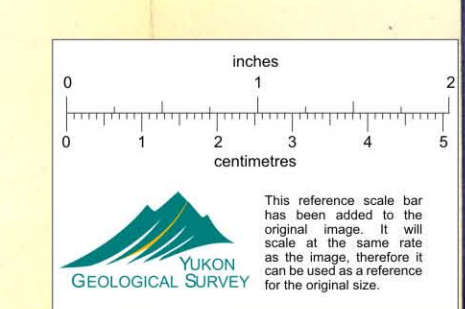 inches
0 1 2
0 1 2 3 4 5
centimetres
YUKON
GEOLOGICAL SURVEY
This reference scale bar
has been added to the
original image. It will
scale at the same rate
as the image, therefore it
can be used as a reference
for the original size.